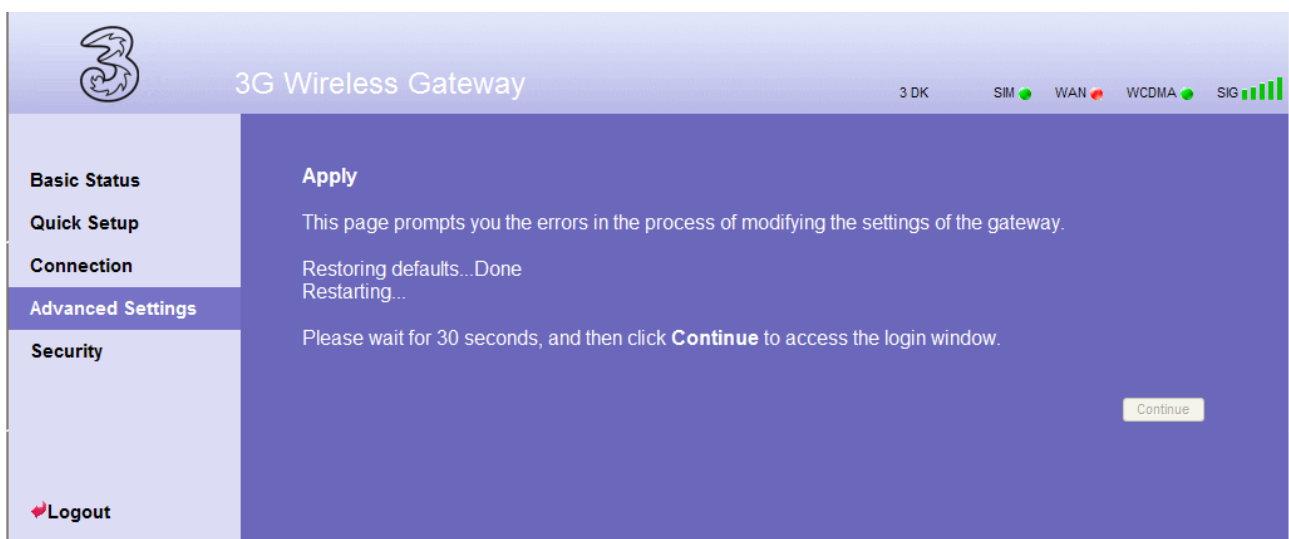 3
3G Wireless Gateway
3 DK SIM WAN WCDMA SIG
Basic Status
Quick Setup
Connection
Advanced Settings
Security
Logout
Apply
This page prompts you the errors in the process of modifying the settings of the gateway.
Restoring defaults...Done
Restarting...
Please wait for 30 seconds, and then click Continue to access the login window.
Continue